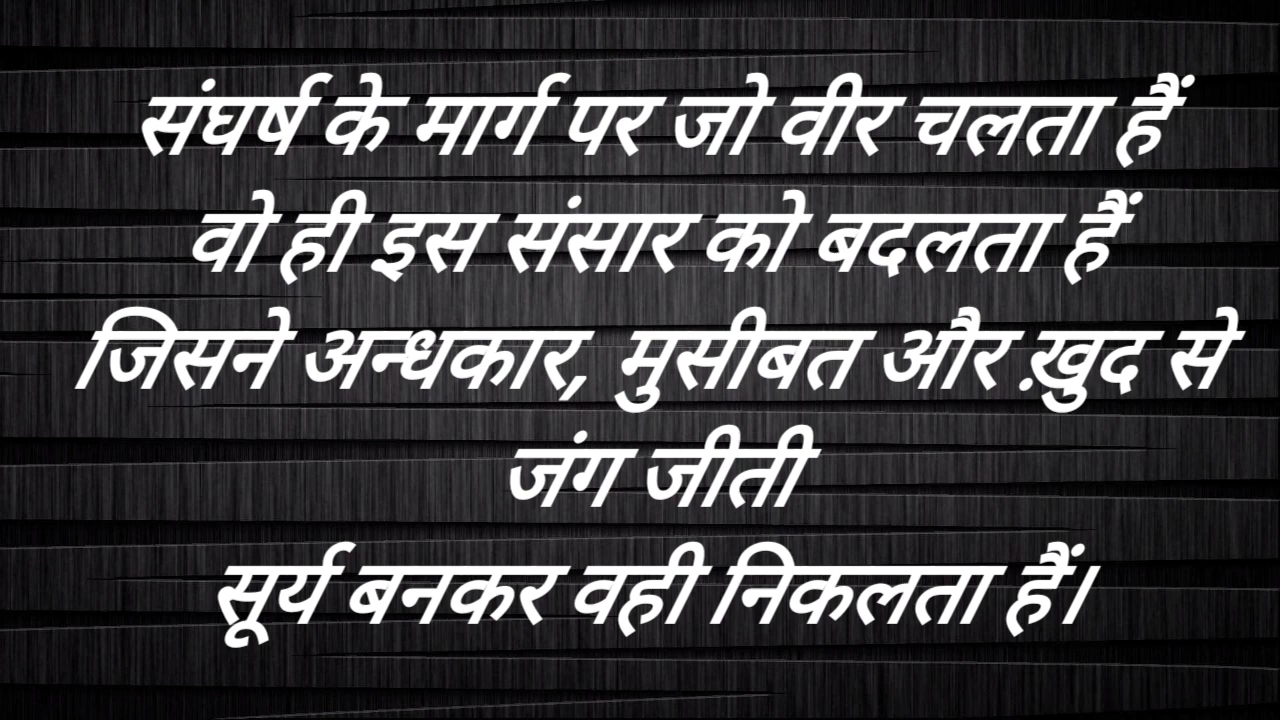 संघर्ष के मार्ग पर जो वीर चलता हैं
वो ही इस संसार को बदलता हैं
जिसने अन्धकार, मुसीबत और ख़ुद से
जंग जीती
सूर्य बनकर वही निकलता हैं।